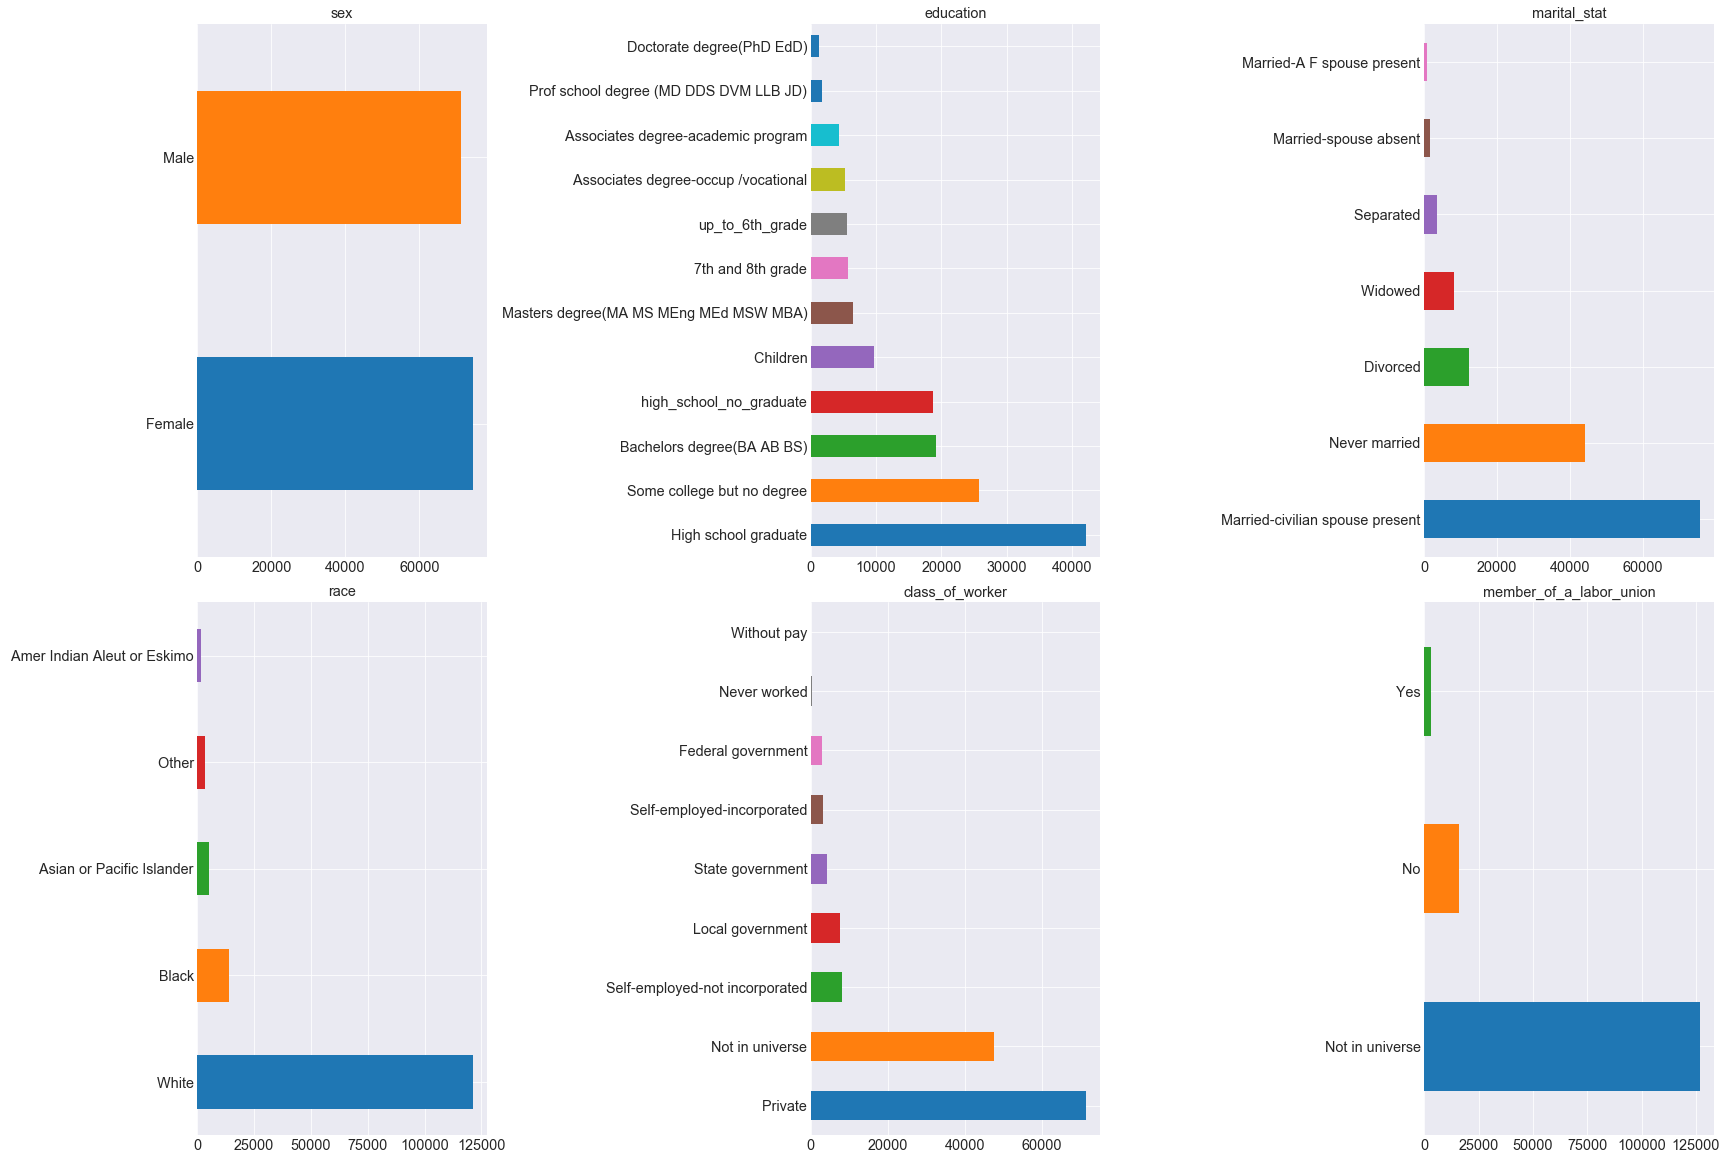 sex
Male
Female
0 20000 40000 60000
education
Doctorate degree(PhD EdD)
Prof school degree (MD DDS DVM LLB JD)
Associates degree-academic program
Associates degree-occup /vocational
up_to_6th_grade
7th and 8th grade
Masters degree(MA MS MEng MEd MSW MBA)
Children
high_school_no_graduate
Bachelors degree(BA AB BS)
Some college but no degree
High school graduate
0 10000 20000 30000 40000
marital_stat
Married-A F spouse present
Married-spouse absent
Separated
Widowed
Divorced
Never married
Married-civilian spouse present
0 20000 40000 60000
race
Amer Indian Aleut or Eskimo
Other
Asian or Pacific Islander
Black
White
0 25000 50000 75000 100000 125000
class_of_worker
Without pay
Never worked
Federal government
Self-employed-incorporated
State government
Local government
Self-employed-not incorporated
Not in universe
Private
0 20000 40000 60000
member_of_a_labor_union
Yes
No
Not in universe
0 25000 50000 75000 100000 125000